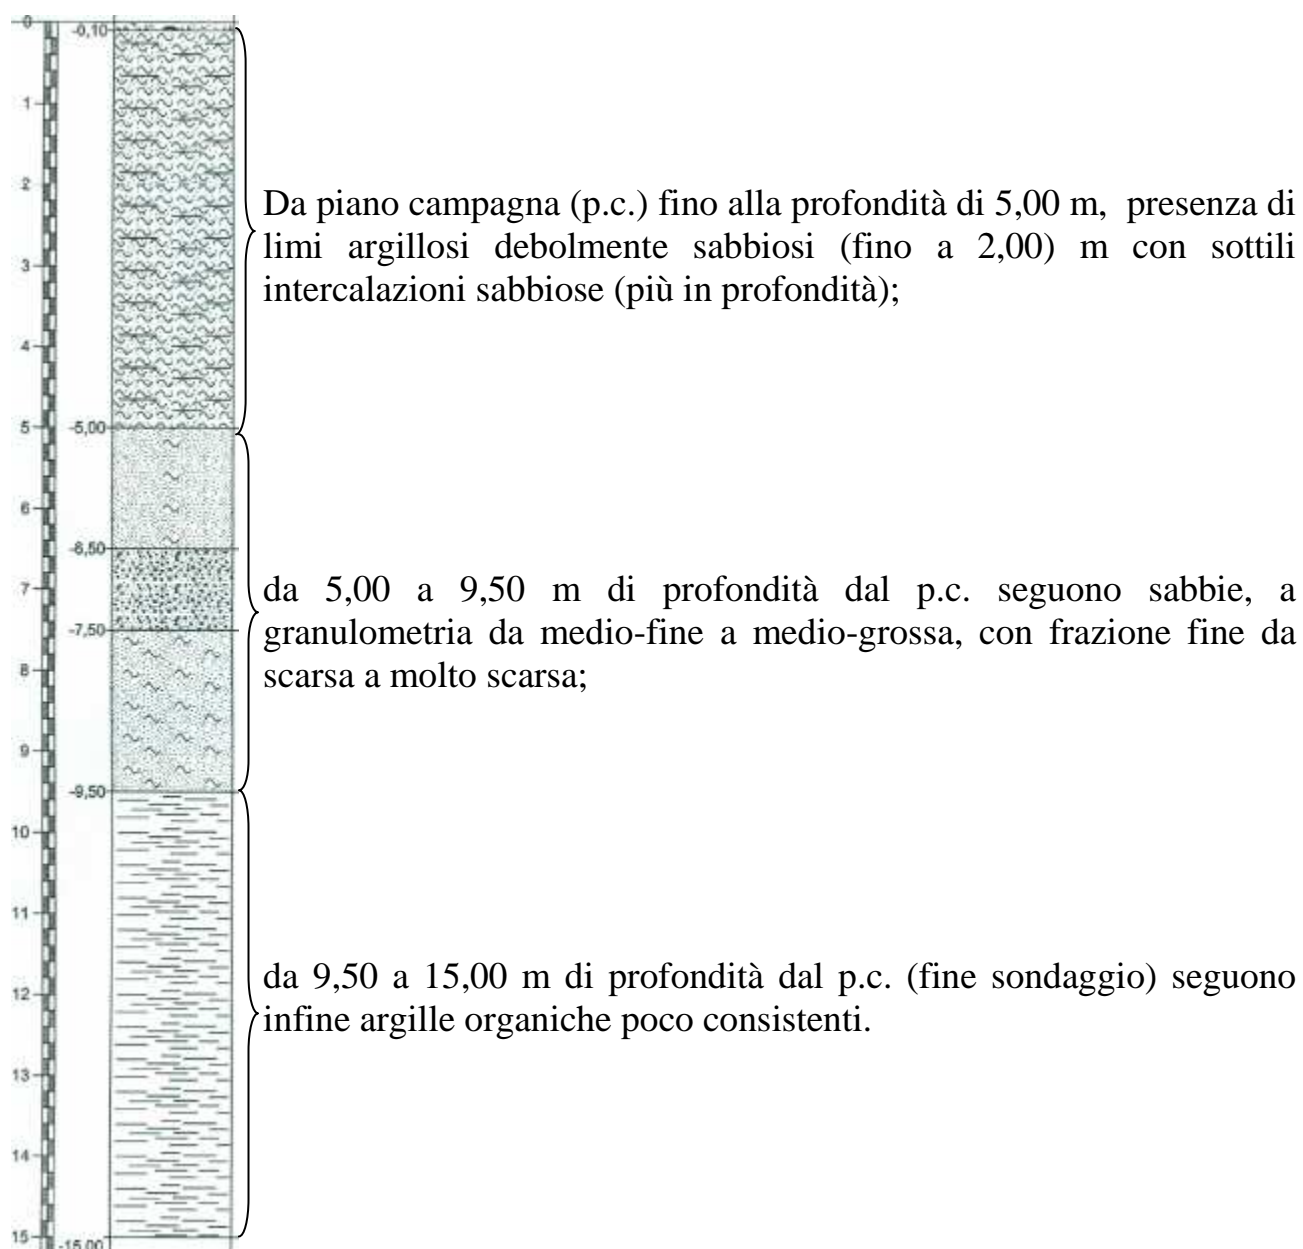 0
-0,10
1
2
Da piano campagna (p.c.) fino alla profondità di 5,00 m, presenza di
limi argillosi debolmente sabbiosi (fino a 2,00) m con sottili
intercalazioni sabbiose (più in profondità);
3
4
5
-5,00
6
-6,50
da 5,00 a 9,50 m di profondità dal p.c. seguono sabbie, a
granulometria da medio-fine a medio-grossa, con frazione fine da
scarsa a molto scarsa;
7
-7,50
8
9
-9,50
10
11
da 9,50 a 15,00 m di profondità dal p.c. (fine sondaggio) seguono
infine argille organiche poco consistenti.
12
13
14
15
-15,00